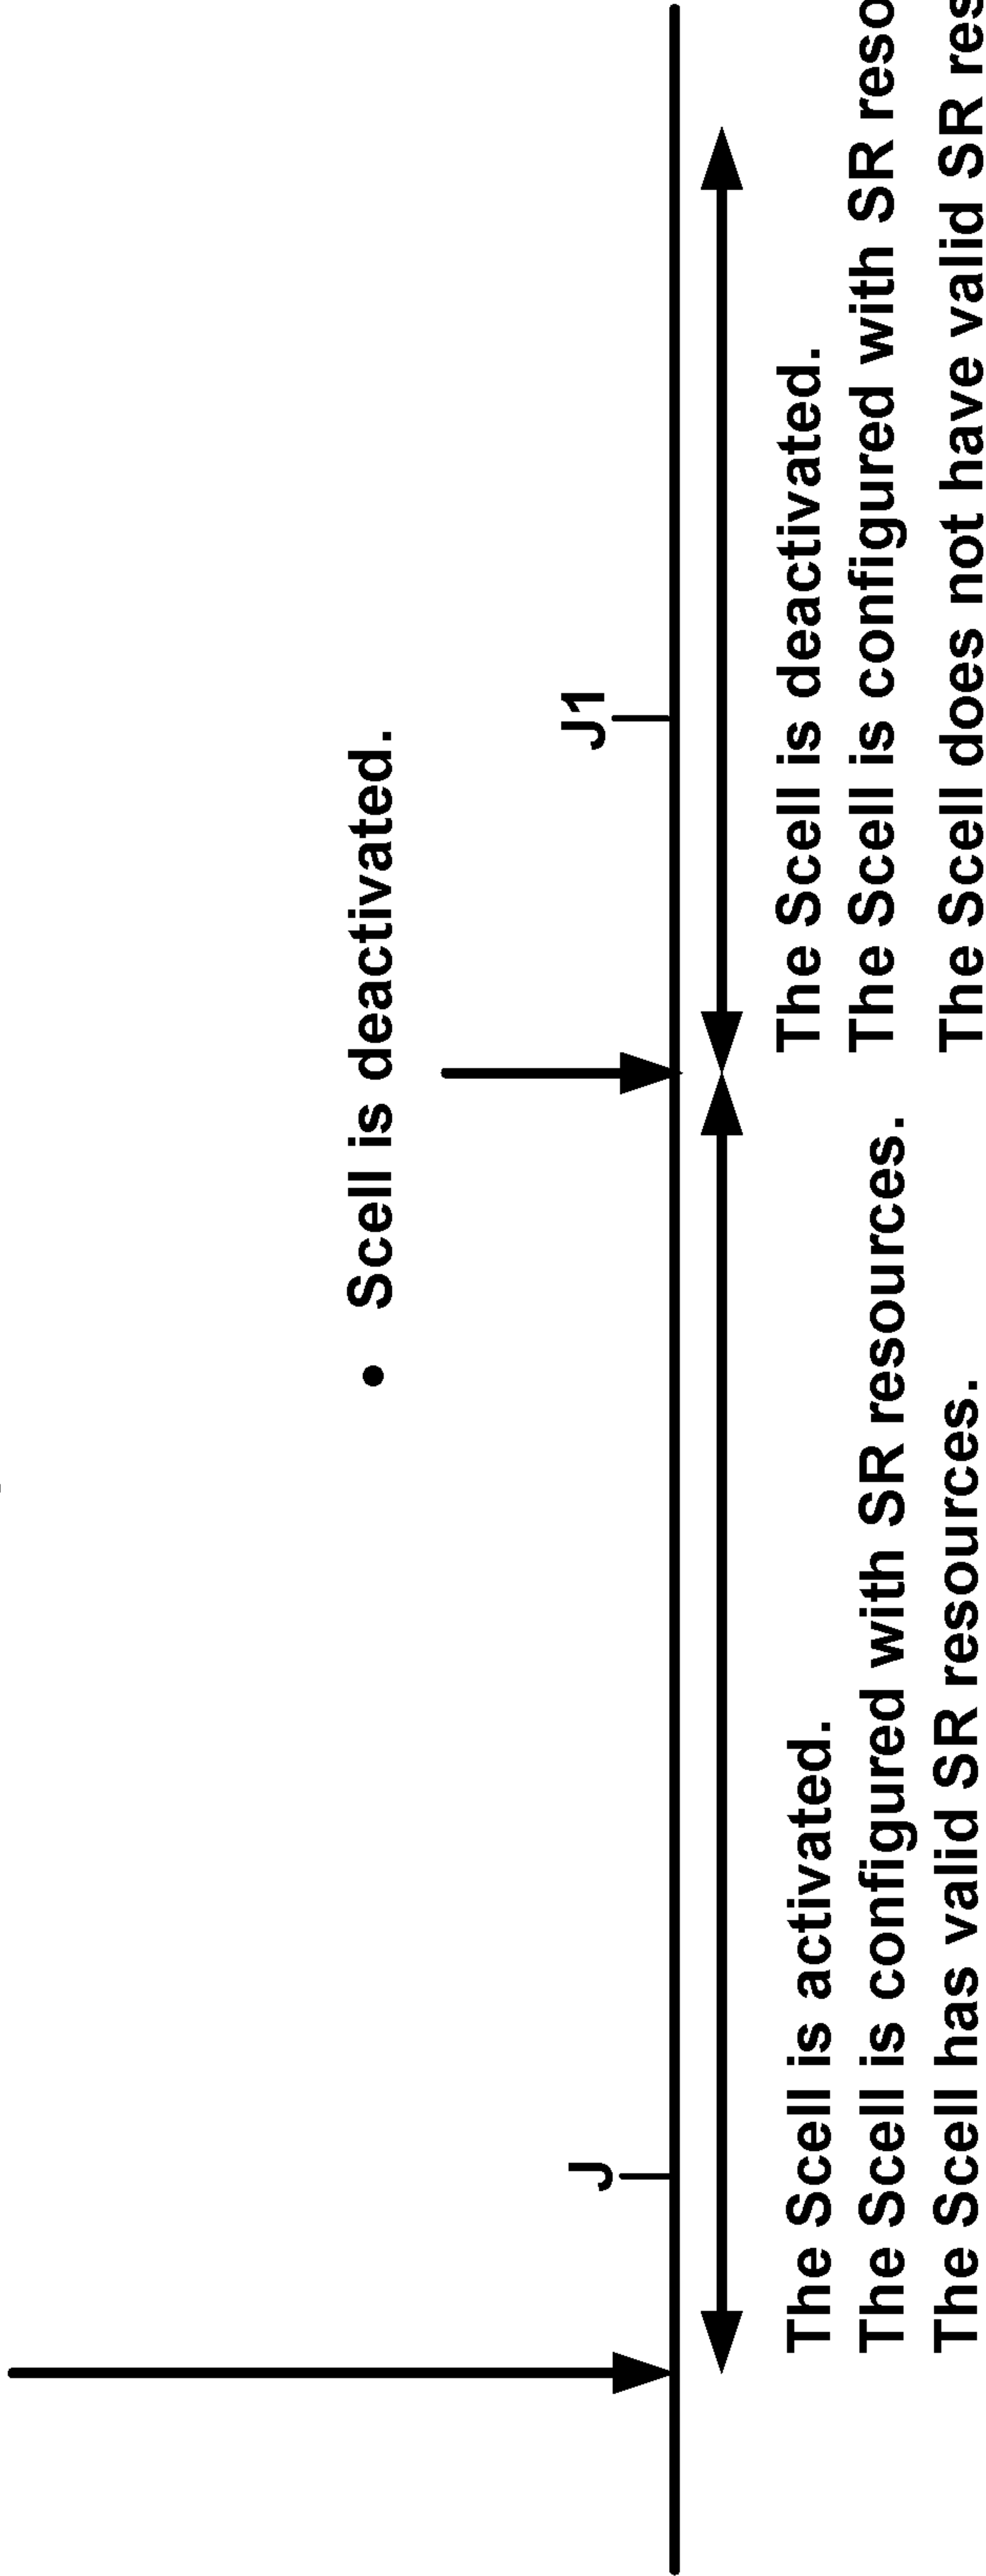 • Scell is deactivated.
J
J1
The Scell is activated.
The Scell is configured with SR resources.
The Scell has valid SR resources.
The Scell is deactivated.
The Scell is configured with SR
The Scell does not have valid SR